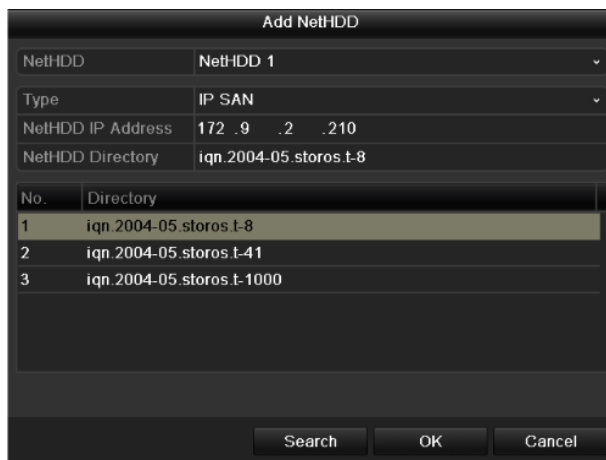 Add NetHDD
NetHDD NetHDD 1
Type IP SAN
NetHDD IP Address 172 .9 .2 .210
NetHDD Directory iqn.2004-05.storos.t-8
No. Directory
1 iqn.2004-05.storos.t-8
2 iqn.2004-05.storos.t-41
3 iqn.2004-05.storos.t-1000
Search OK Cancel